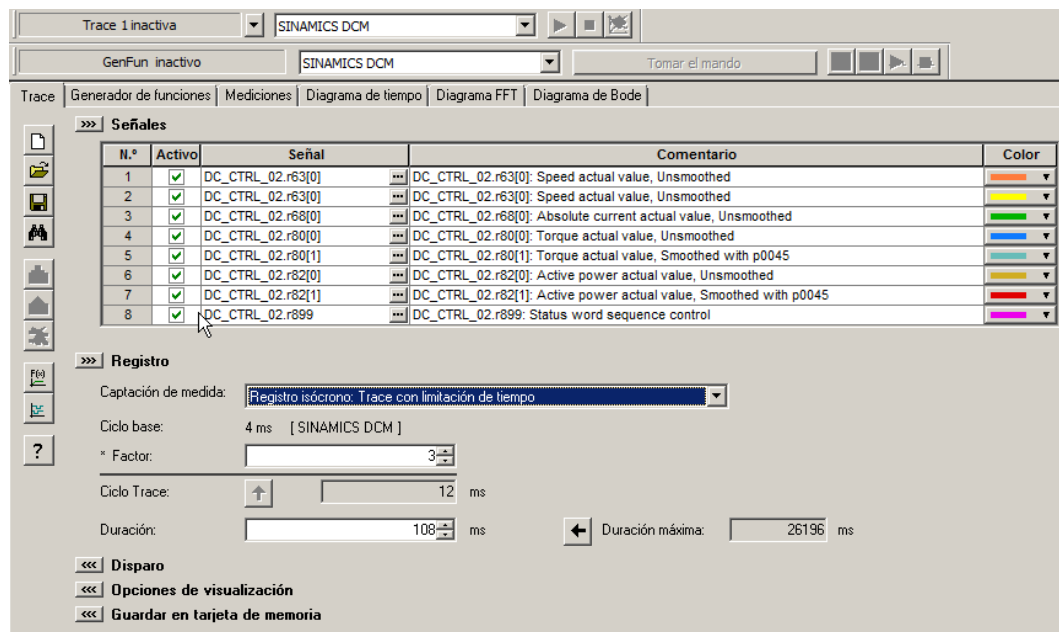 Trace 1 inactiva SINAMICS DCM
GenFun inactivo SINAMICS DCM Tomar el mando
Trace Generador de funciones Mediciones Diagrama de tiempo Diagrama FFT Diagrama de Bode
>>> Señales
N.º Activo Señal Comentario Color
1 DC_CTRL_02.r63[0] ... DC_CTRL_02.r63[0]: Speed actual value, Unsmoothed
2 DC_CTRL_02.r63[0] ... DC_CTRL_02.r63[0]: Speed actual value, Unsmoothed
3 DC_CTRL_02.r68[0] ... DC_CTRL_02.r68[0]: Absolute current actual value, Unsmoothed
4 DC_CTRL_02.r80[0] ... DC_CTRL_02.r80[0]: Torque actual value, Unsmoothed
5 DC_CTRL_02.r80[1] ... DC_CTRL_02.r80[1]: Torque actual value, Smoothed with p0045
6 DC_CTRL_02.r82[0] ... DC_CTRL_02.r82[0]: Active power actual value, Unsmoothed
7 DC_CTRL_02.r82[1] ... DC_CTRL_02.r82[1]: Active power actual value, Smoothed with p0045
8 DC_CTRL_02.r899 ... DC_CTRL_02.r899: Status word sequence control
>>> Registro
Captación de medida: Registro isócrono: Trace con limitación de tiempo
Ciclo base: 4 ms [ SINAMICS DCM ]
* Factor: 3
Ciclo Trace: 12 ms
Duración: 108 ms Duración máxima: 26196 ms
?
<<< Disparo
<<< Opciones de visualización
<<< Guardar en tarjeta de memoria